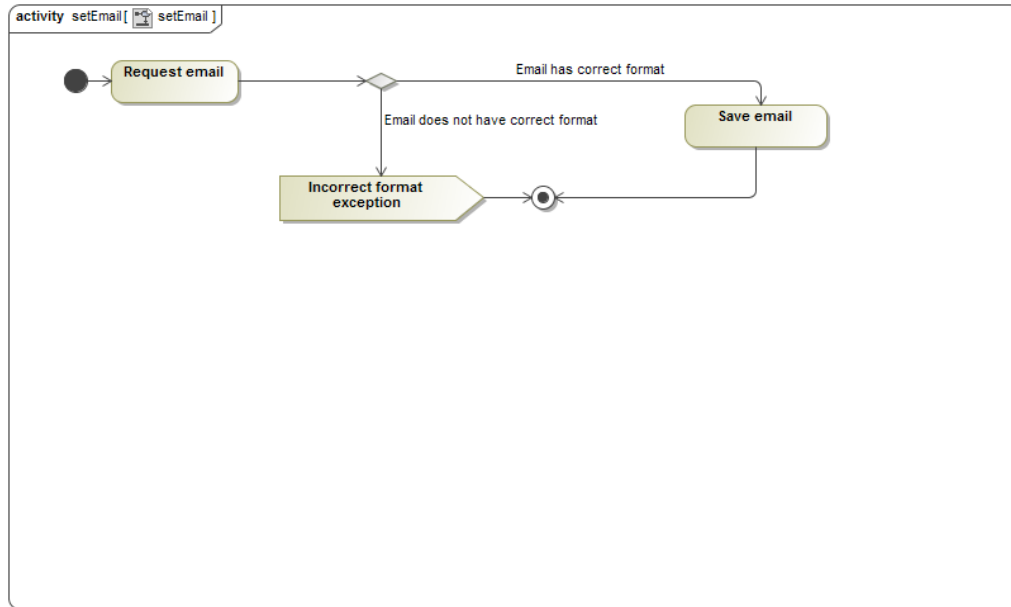 activity setEmail[ setEmail ]
Request email
Email has correct format
Save email
Email does not have correct format
Incorrect format
exception